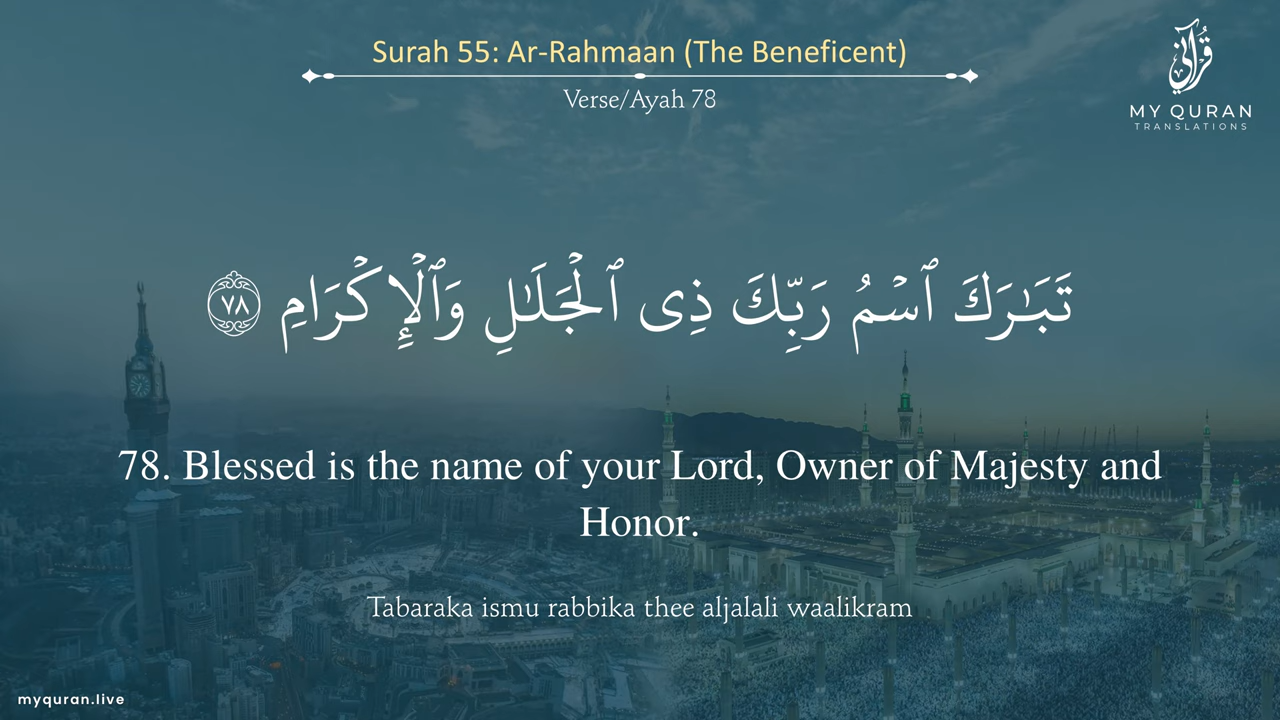 Surah 55: Ar-Rahmaan (The Beneficent)
Verse/Ayah 78
قرآني
MY QURAN
TRANSLATIONS
تَبَـٰرَكَ ٱسْمُ رَبِّكَ ذِى ٱلْجَلَـٰلِ وَٱلْإِكْرَامِ ٧٨
78. Blessed is the name of your Lord, Owner of Majesty and
Honor.
Tabaraka ismu rabbika thee aljalali waalikram
myquran.live